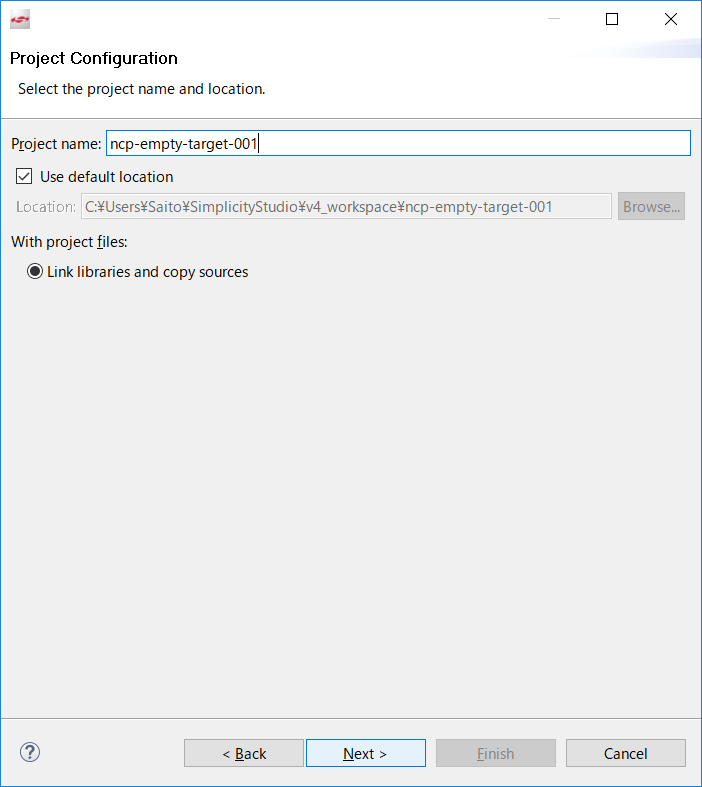 Project Configuration
Select the project name and location.
Project name: ncp-empty-target-001
Use default location
Location: C:¥Users¥Saito¥SimplicityStudio¥v4_workspace¥ncp-empty-target-001 Browse...
With project files:
Link libraries and copy sources
? < Back Next > Finish Cancel